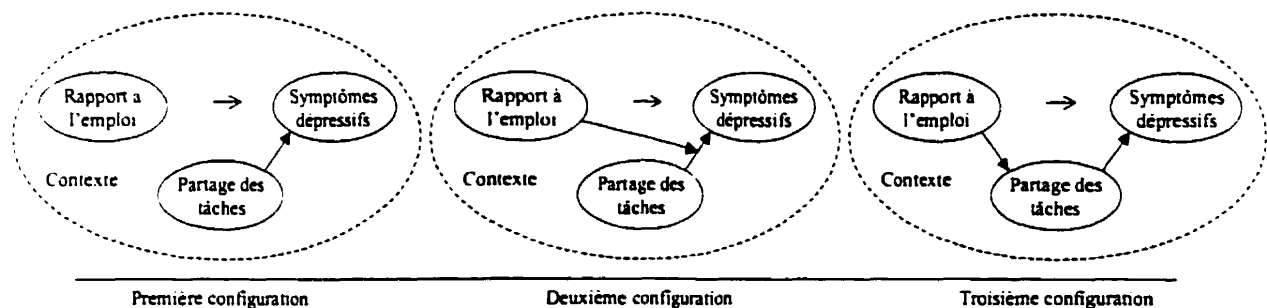 Rapport à
l'emploi
Symptômes
dépressifs
Contexte
Partage des
tâches
Première configuration
Rapport à
l'emploi
Symptômes
dépressifs
Contexte
Partage des
tâches
Deuxième configuration
Rapport à
l'emploi
Symptômes
dépressifs
Contexte
Partage des
tâches
Troisième configuration